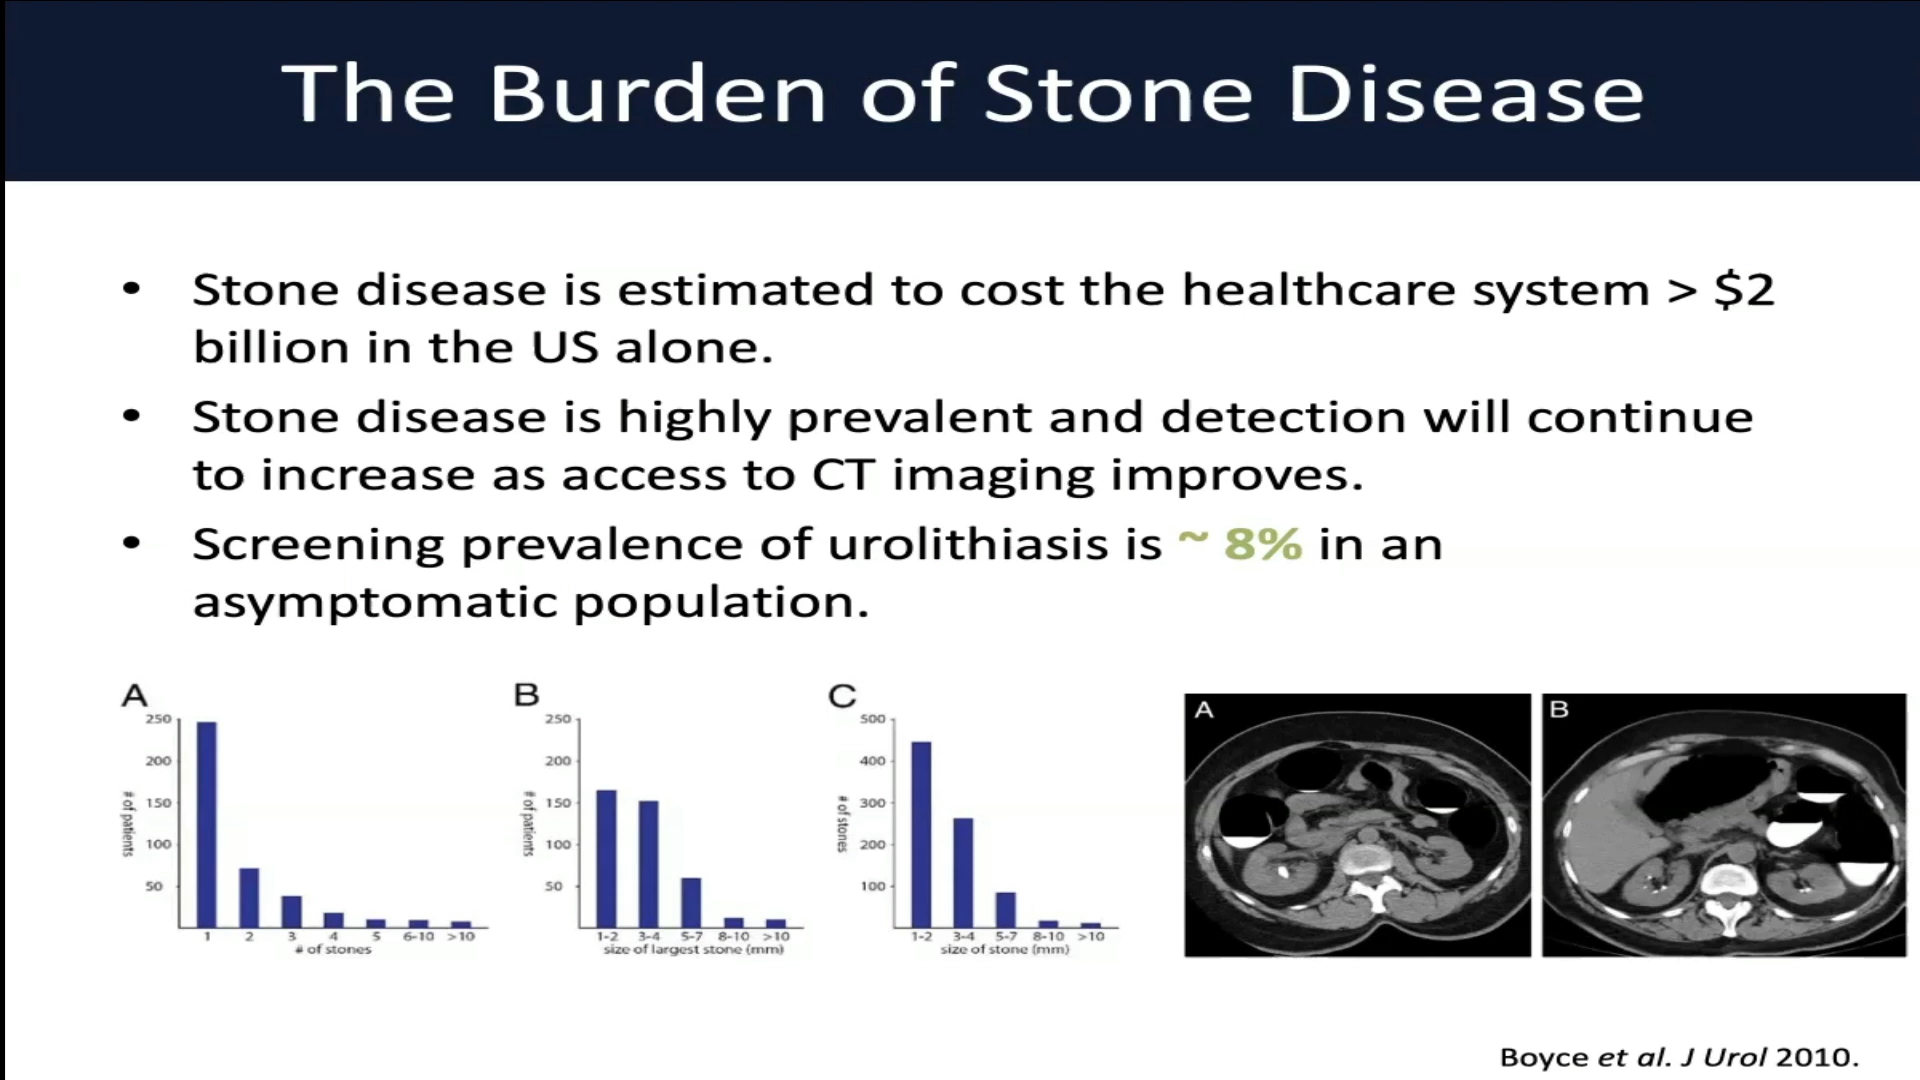 The Burden of Stone Disease
• Stone disease is estimated to cost the healthcare system > $2
billion in the US alone.
• Stone disease is highly prevalent and detection will continue
to increase as access to CT imaging improves.
• Screening prevalence of urolithiasis is ~ 8% in an
asymptomatic population.
A
250
200
150
100
50
# of patients
1 2 3 4 5 6-10 >10
# of stones
B
250
200
150
100
50
# of patients
1-2 3-4 5-7 8-10 >10
size of largest stone (mm)
C
500
400
300
200
100
# of stones
1-2 3-4 5-7 8-10 >10
size of stone (mm)
A
B
Boyce et al. J Urol 2010.